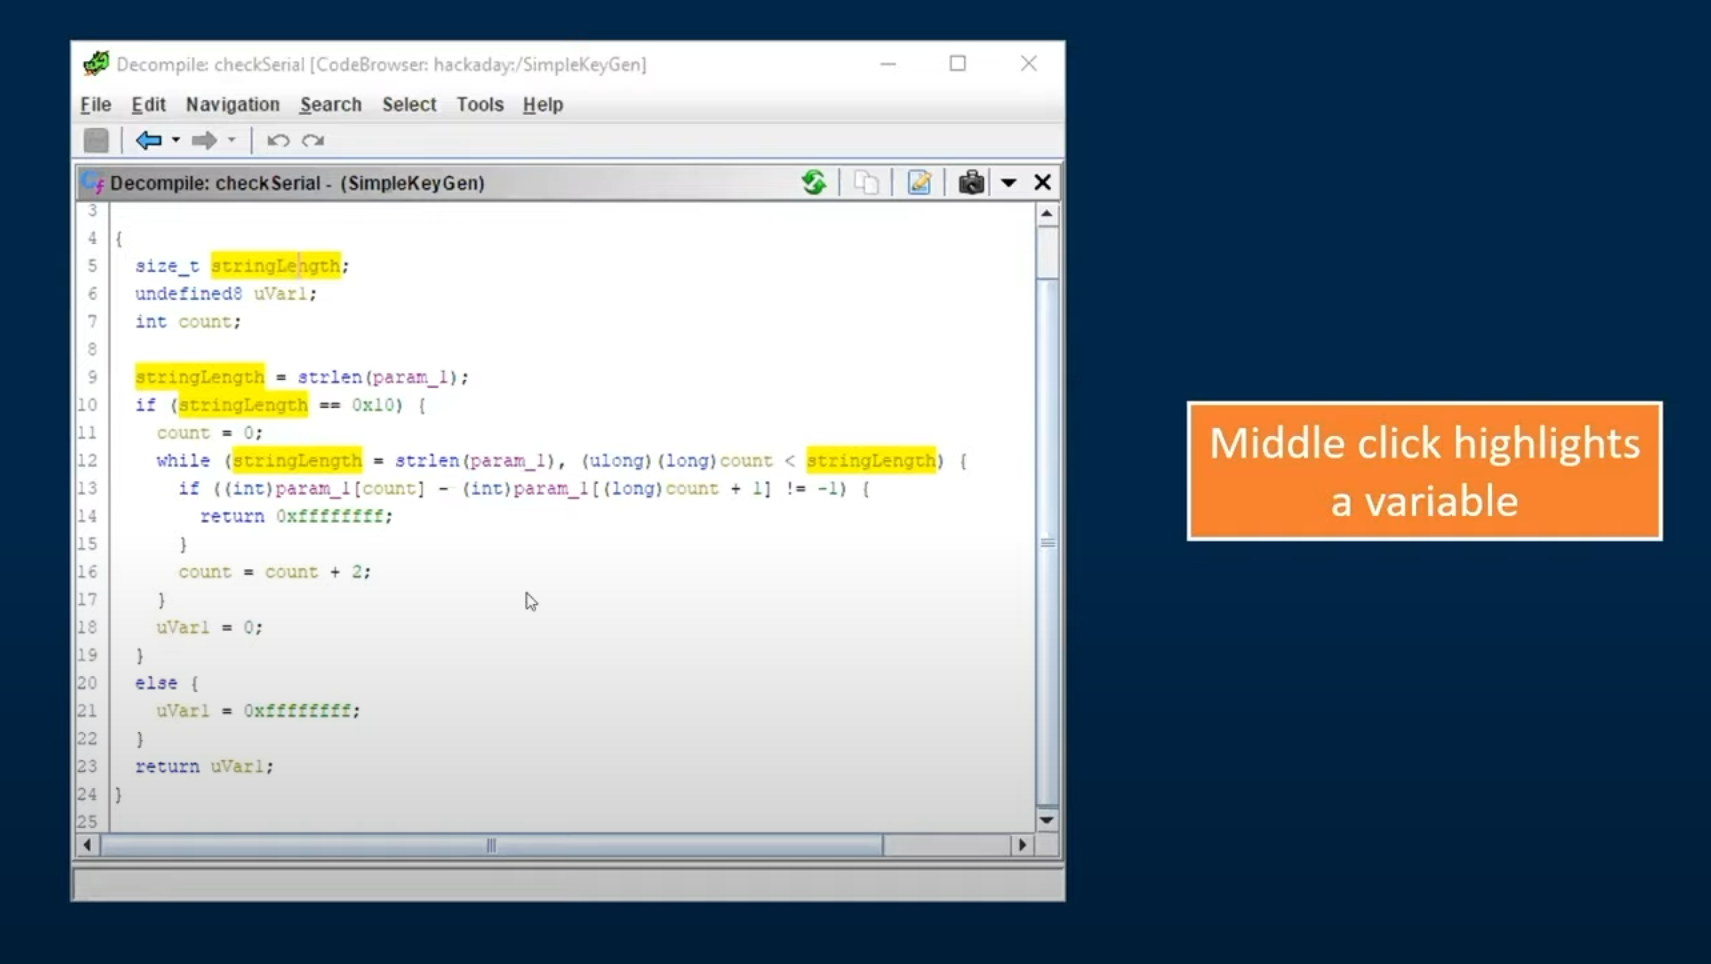 Decompile: checkSerial [CodeBrowser: hackaday:/SimpleKeyGen]
File Edit Navigation Search Select Tools Help
Decompile: checkSerial - (SimpleKeyGen)
3
4 {
5 size_t stringLength;
6 undefined8 uVar1;
7 int count;
8
9 stringLength = strlen(param_1);
10 if (stringLength == 0x10) {
11 count = 0;
12 while (stringLength = strlen(param_1), (ulong)(long)count < stringLength) {
13 if ((int)param_1[count] - (int)param_1[(long)count + 1] != -1) {
14 return 0xffffffff;
15 }
16 count = count + 2;
17 }
18 uVar1 = 0;
19 }
20 else {
21 uVar1 = 0xffffffff;
22 }
23 return uVar1;
24 }
25
Middle click highlights
a variable